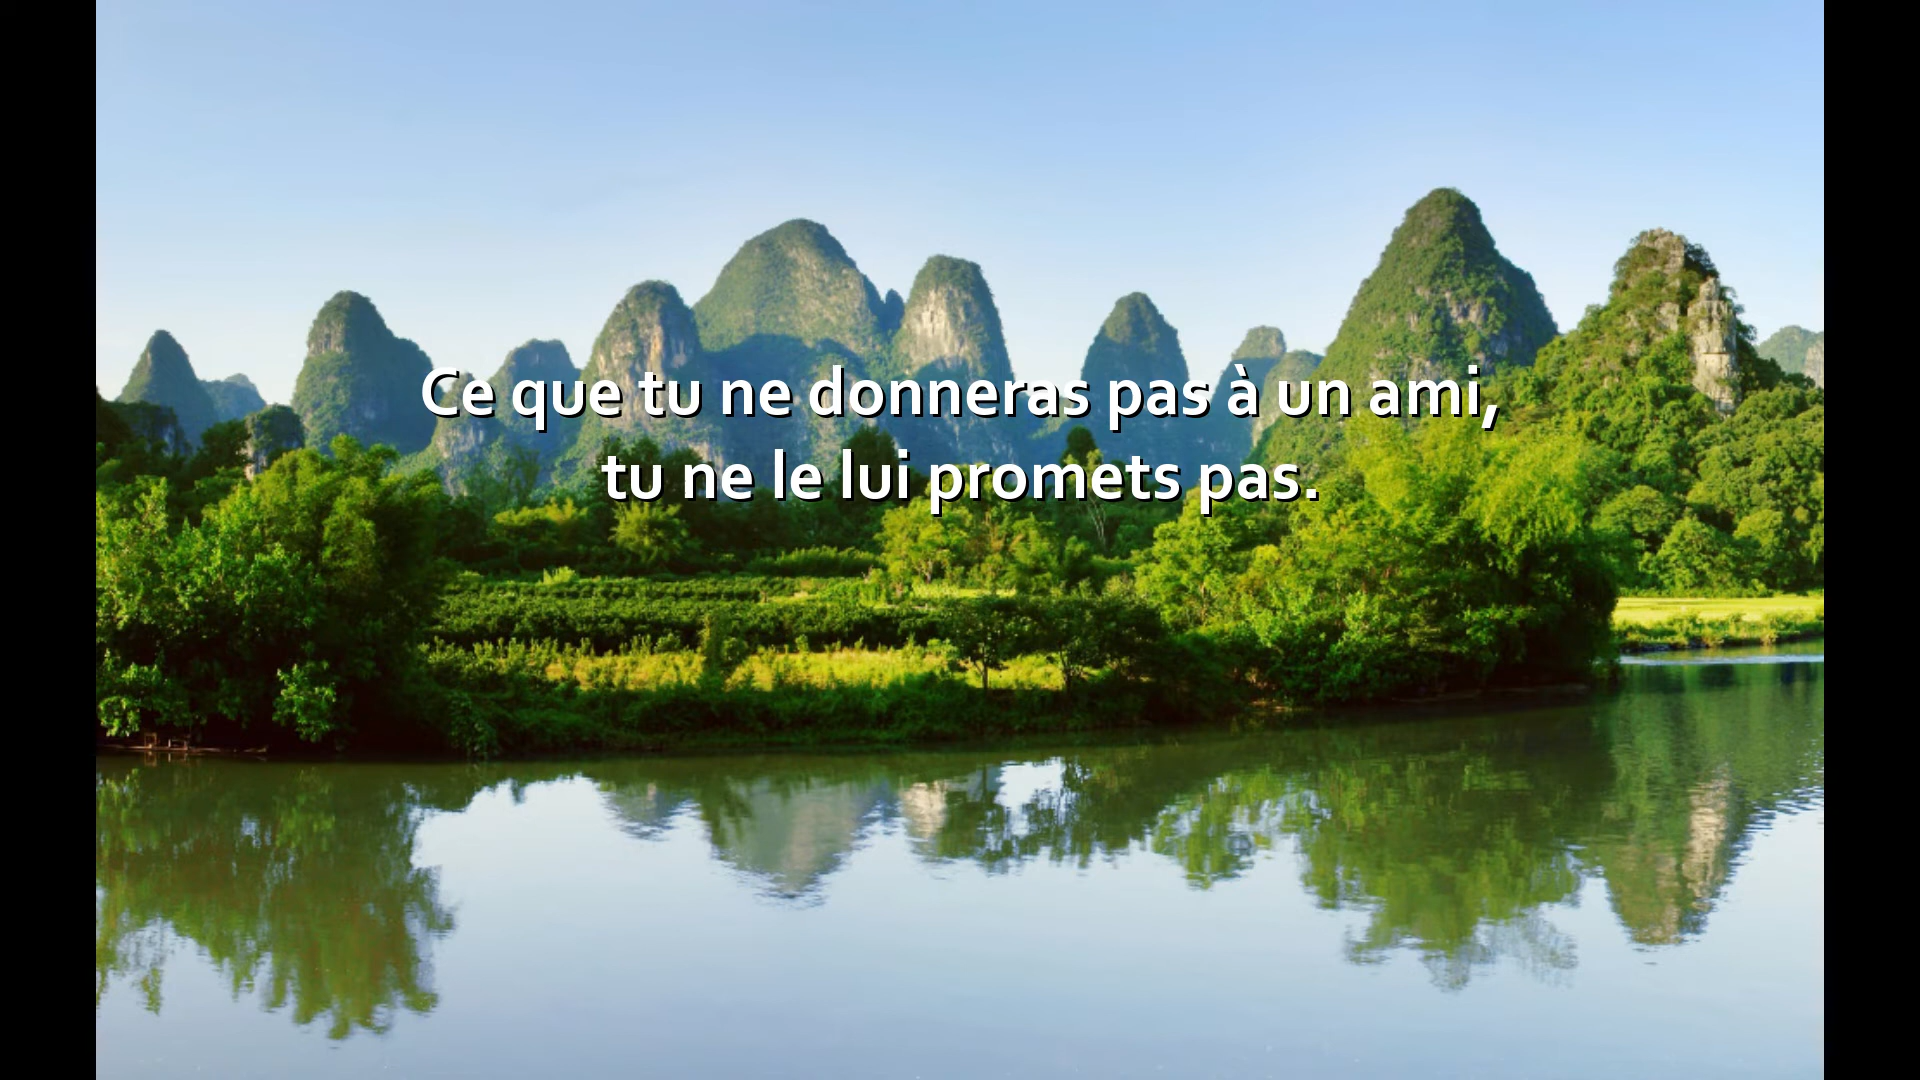 Ce que tu ne donneras pas à un ami,
tu ne le lui promets pas.